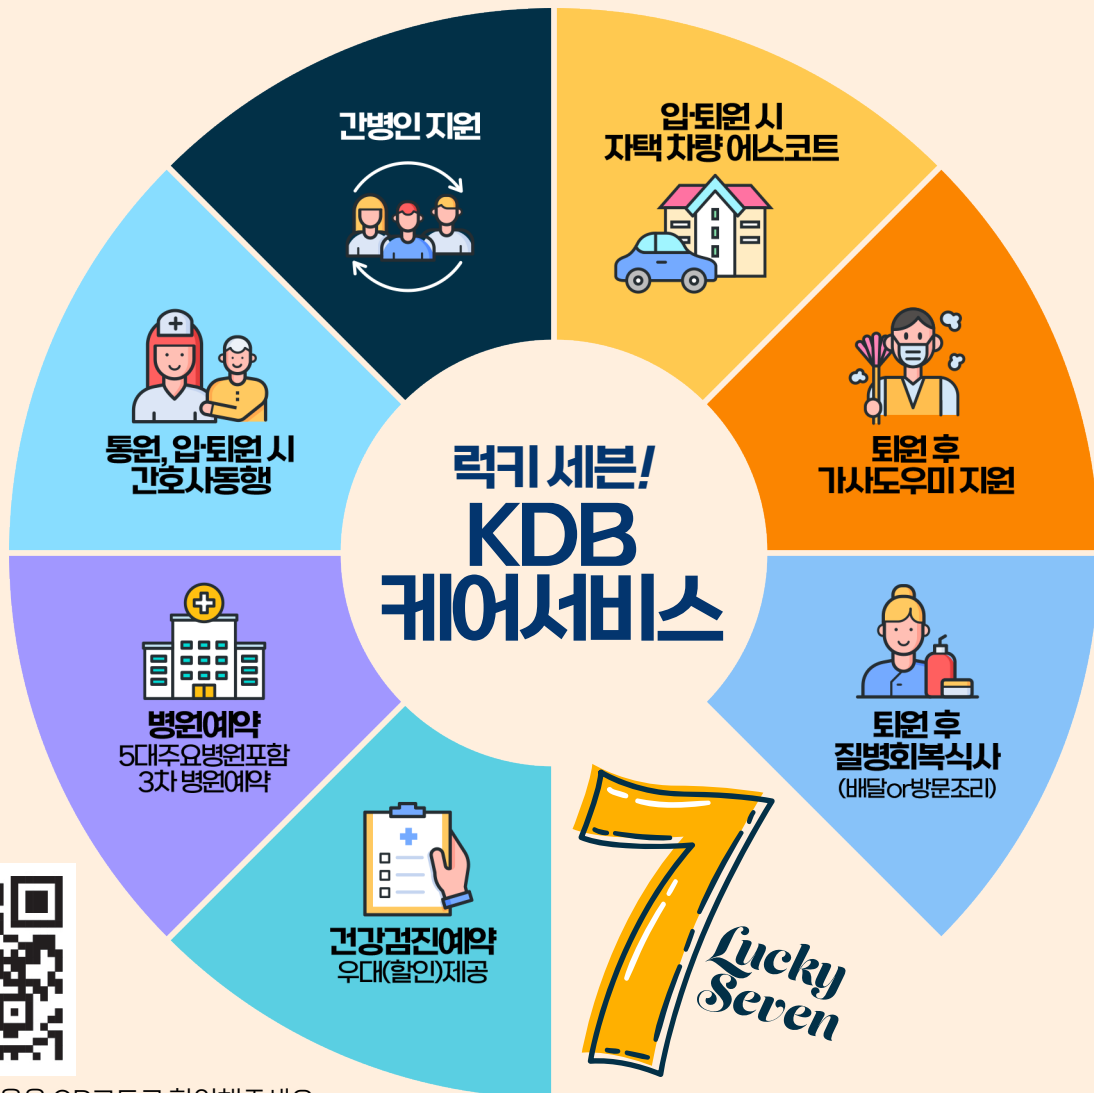 간병인 지원
입·퇴원 시
자택 차량 에스코트
통원, 입·퇴원 시
간호사동행
퇴원 후
가사도우미 지원
럭키 세븐!
KDB
케어서비스
병원예약
5대주요병원포함
3차 병원예약
퇴원 후
질병회복식사
(배달or방문조리)
건강검진예약
우대(할인)제공
7
Lucky
Seven